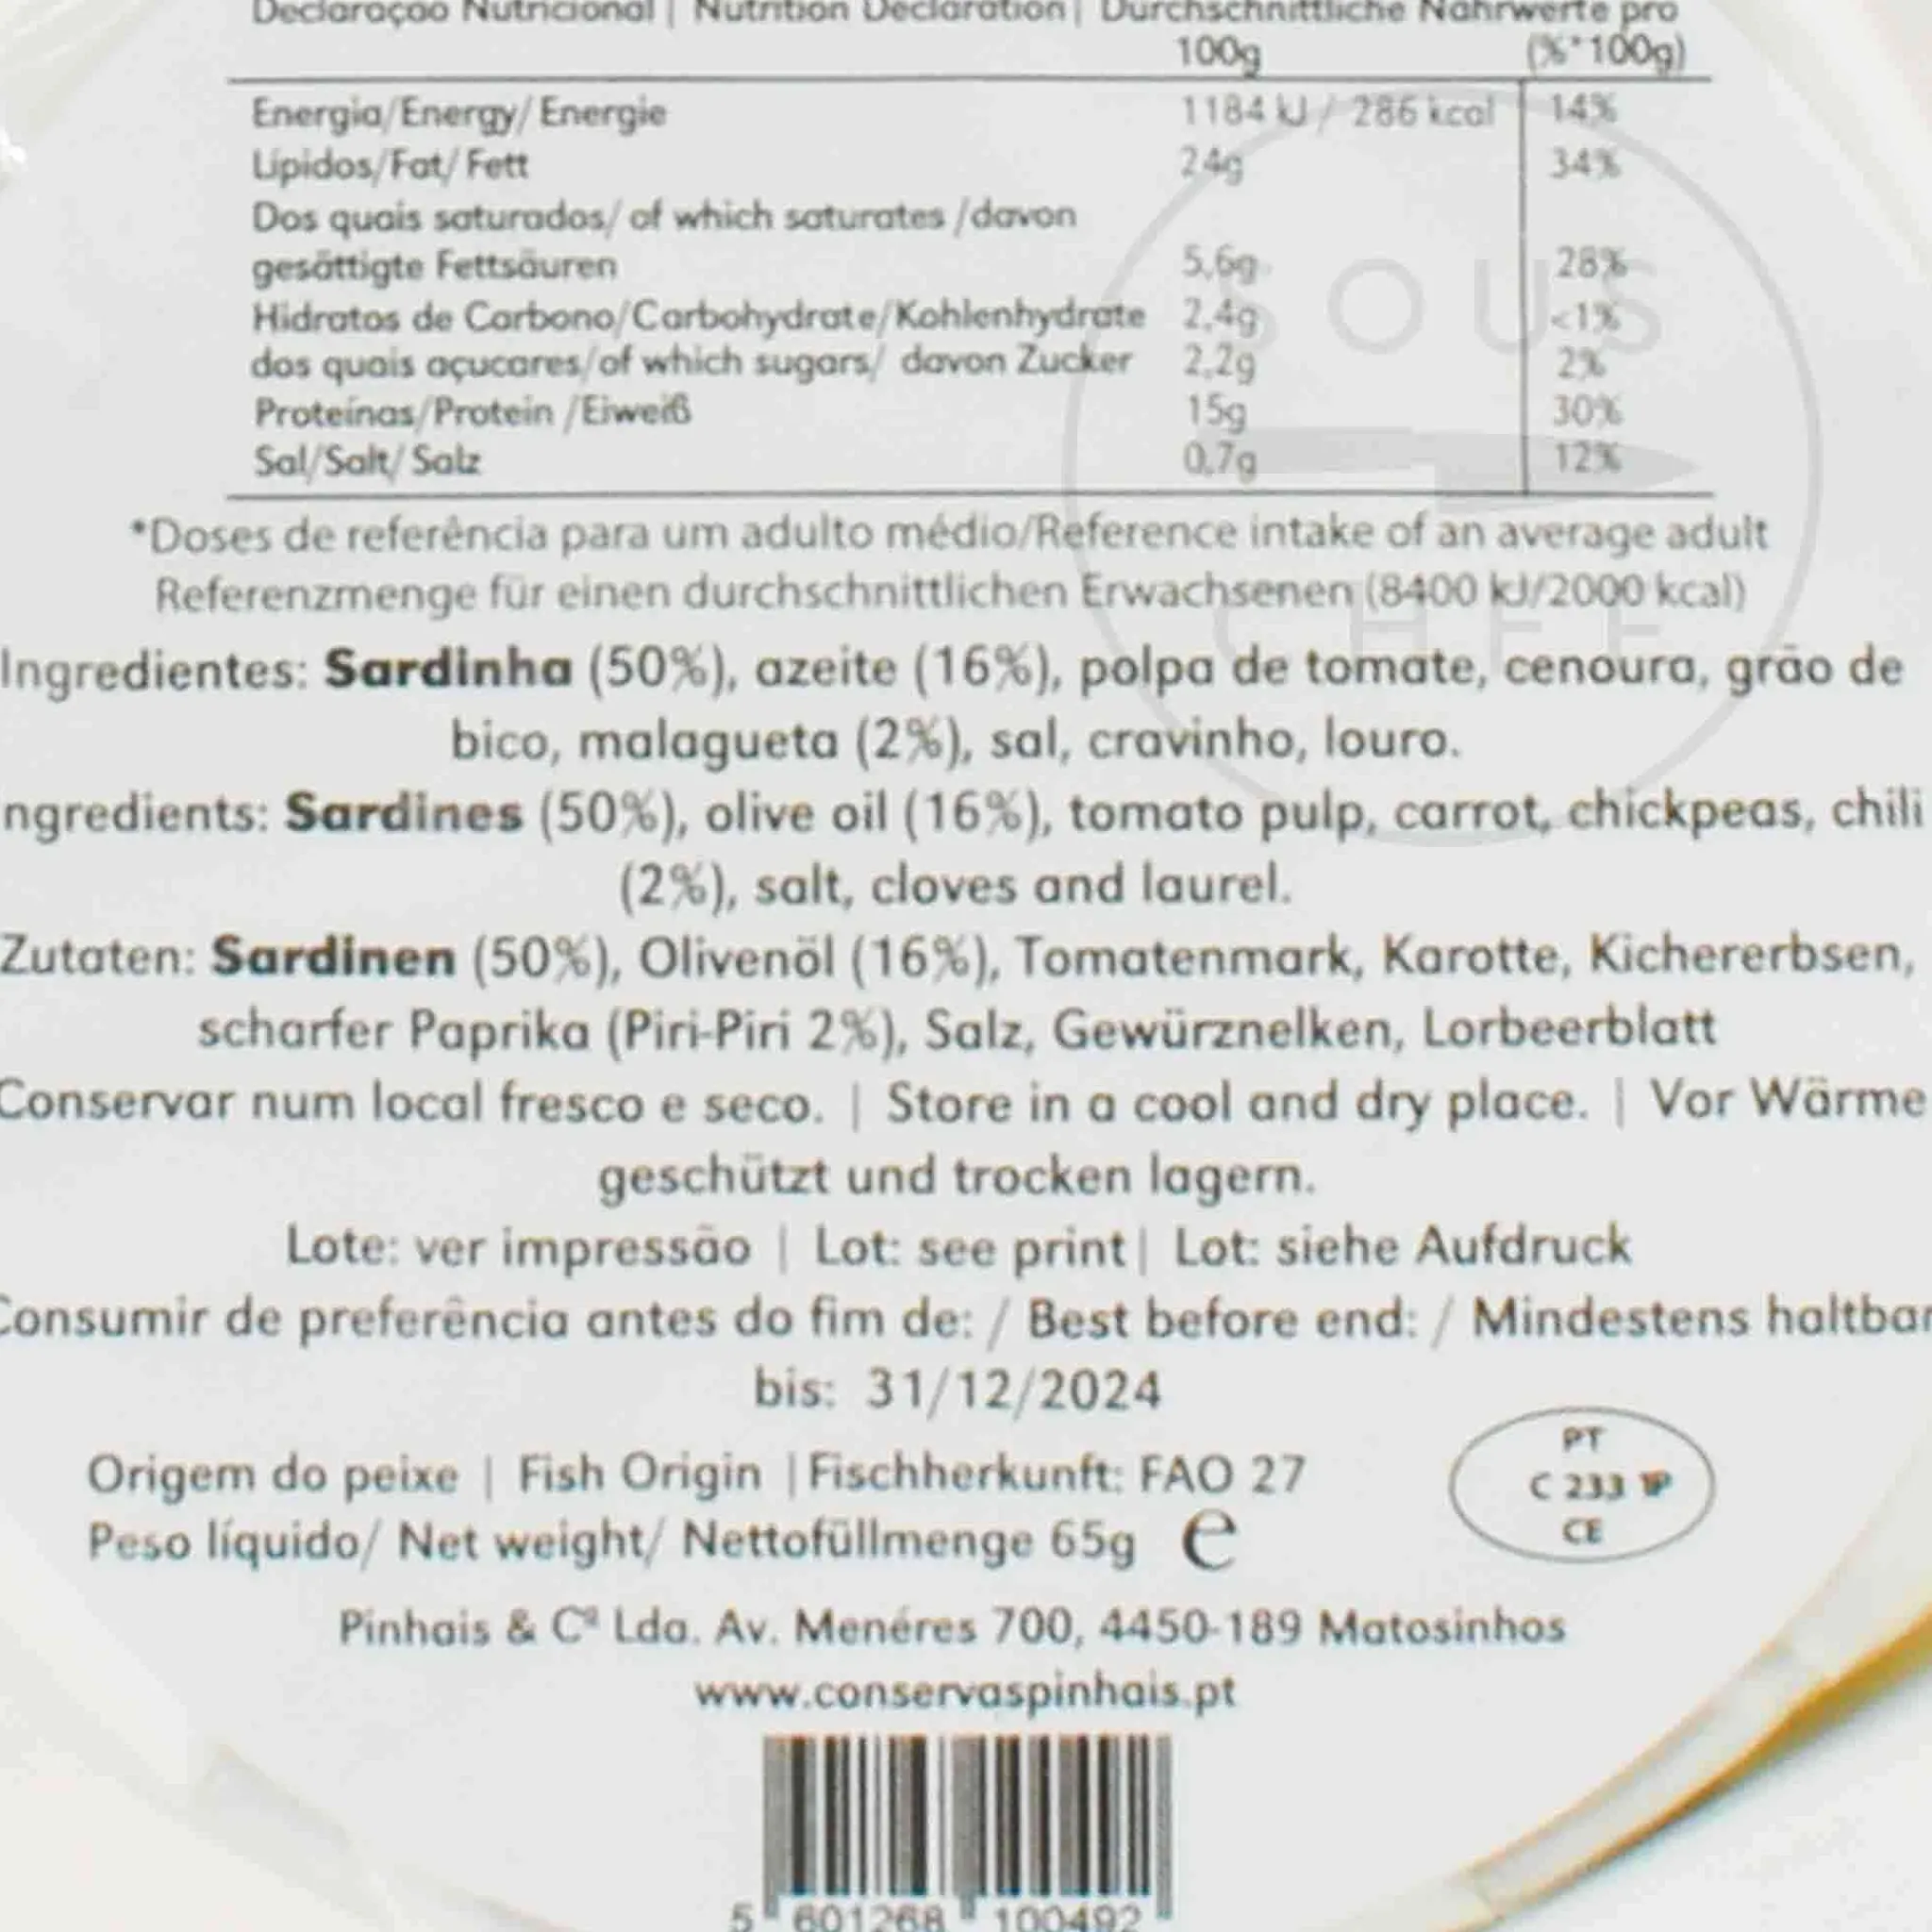 Declaração Nutricional | Nutrition Declaration | Durchschnittliche Nährwerte pro
100g (%*100g)
Energia/Energy/Energie 1184 kJ / 286 kcal 14%
Lípidos/Fat/Fett 24g 34%
Dos quais saturados/ of which saturates /davon
gesättigte Fettsäuren 5,6g 28%
Hidratos de Carbono/Carbohydrate/Kohlenhydrate 2,4g <1%
dos quais açucares/of which sugars/ davon Zucker 2,2g 2%
Proteínas/Protein /Eiweiß 15g 30%
Sal/Salt/Salz 0,7g 12%
*Doses de referência para um adulto médio/Reference intake of an average adult
Referenzmenge für einen durchschnittlichen Erwachsenen (8400 kJ/2000 kcal)
SOUS
CHEF
Ingredientes: Sardinha (50%), azeite (16%), polpa de tomate, cenoura, grão de
bico, malagueta (2%), sal, cravinho, louro.
ngredients: Sardines (50%), olive oil (16%), tomato pulp, carrot, chickpeas, chili
(2%), salt, cloves and laurel.
Zutaten: Sardinen (50%), Olivenöl (16%), Tomatenmark, Karotte, Kichererbsen,
scharfer Paprika (Piri-Piri 2%), Salz, Gewürznelken, Lorbeerblatt
Conservar num local fresco e seco. | Store in a cool and dry place. | Vor Wärme
geschützt und trocken lagern.
Lote: ver impressão | Lot: see print | Lot: siehe Aufdruck
Consumir de preferência antes do fim de: / Best before end: / Mindestens haltbar
bis: 31/12/2024
Origem do peixe | Fish Origin | Fischherkunft: FAO 27
Peso líquido/ Net weight/ Nettofüllmenge 65g e
PT
C 233 1P
CE
Pinhais & Cª Lda. Av. Menéres 700, 4450-189 Matosinhos
www.conservaspinhais.pt
5 601268 100492